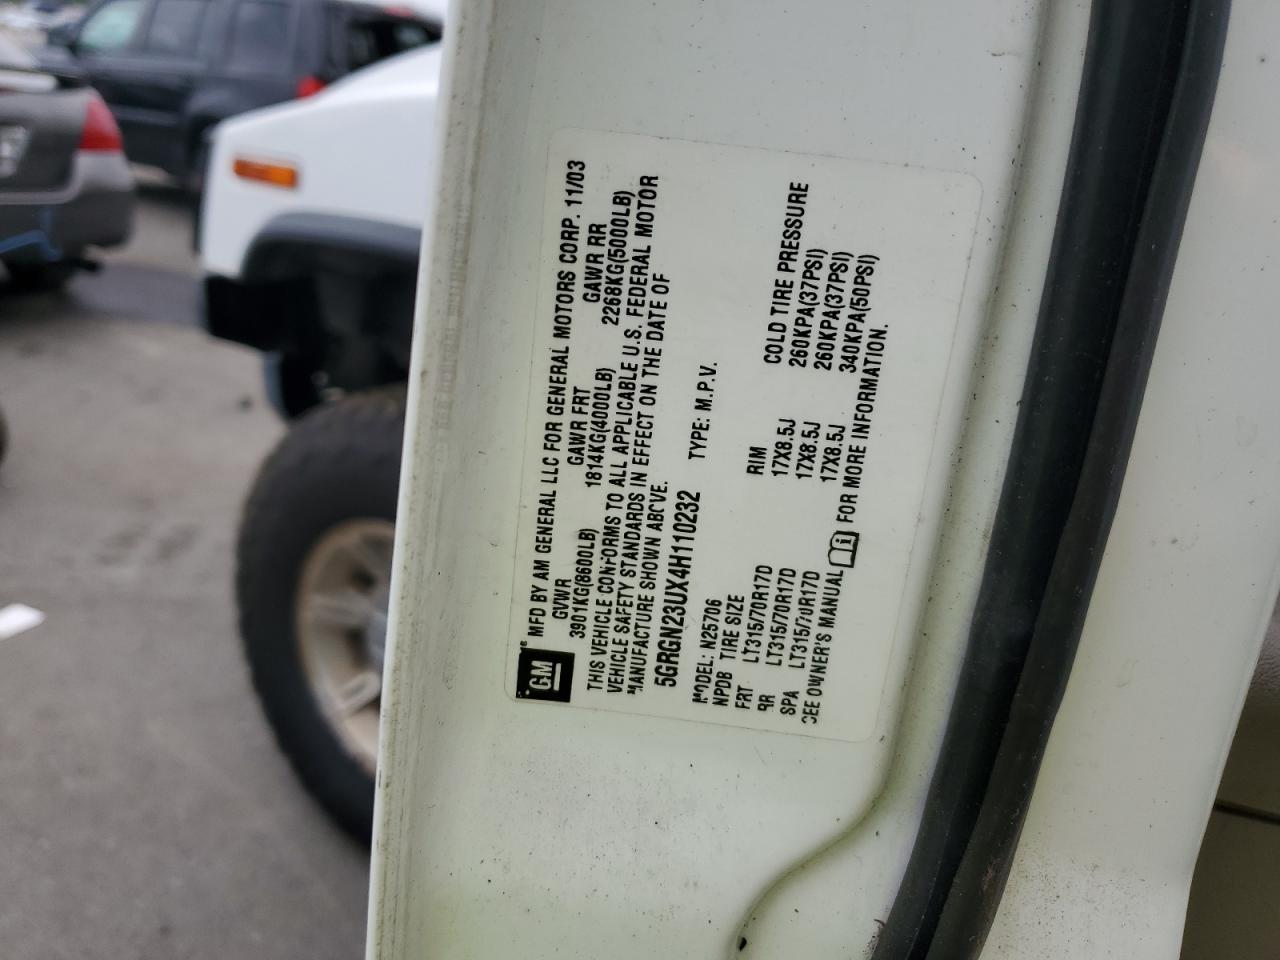 GM
MFD BY AM GENERAL LLC FOR GENERAL MOTORS CORP. 11/03
GVWR GAWR FRT GAWR RR
3901KG(8600LB) 1814KG(4000LB) 2268KG(5000LB)
THIS VEHICLE CONFORMS TO ALL APPLICABLE U.S. FEDERAL MOTOR
VEHICLE SAFETY STANDARDS IN EFFECT ON THE DATE OF
MANUFACTURE SHOWN ABOVE.
5GRGN23UX4H110232 TYPE: M.P.V.
MODEL: N25706
NPDB TIRE SIZE RIM COLD TIRE PRESSURE
FRT LT315/70R17D 17X8.5J 260KPA(37PSI)
RR LT315/70R17D 17X8.5J 260KPA(37PSI)
SPA LT315/70R17D 17X8.5J 340KPA(50PSI)
SEE OWNER'S MANUAL i FOR MORE INFORMATION.